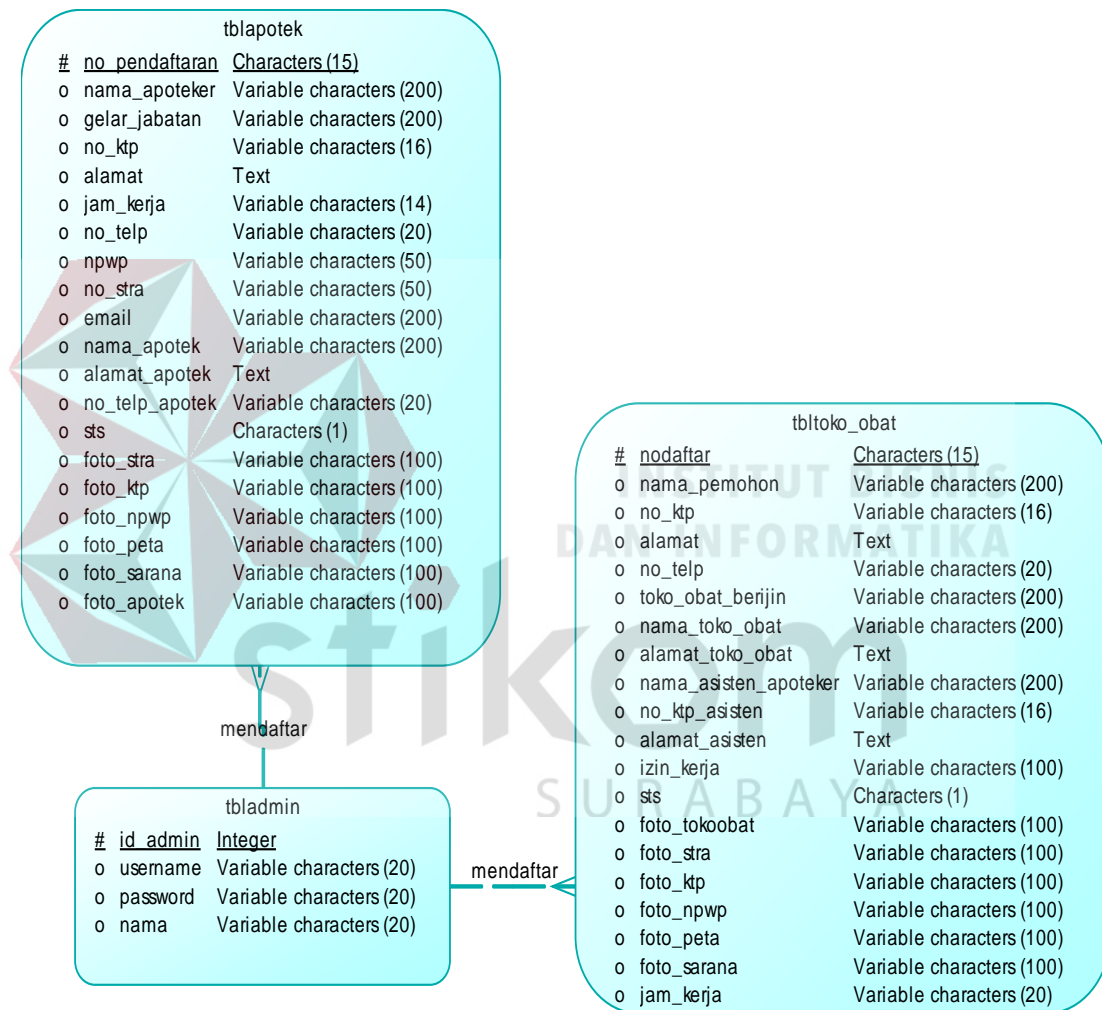 tblapotek
# no_pendaftaran Characters (15)
o nama_apoteker Variable characters (200)
o gelar_jabatan Variable characters (200)
o no_ktp Variable characters (16)
o alamat Text
o jam_kerja Variable characters (14)
o no_telp Variable characters (20)
o npwp Variable characters (50)
o no_stra Variable characters (50)
o email Variable characters (200)
o nama_apotek Variable characters (200)
o alamat_apotek Text
o no_telp_apotek Variable characters (20)
o sts Characters (1)
o foto_stra Variable characters (100)
o foto_ktp Variable characters (100)
o foto_npwp Variable characters (100)
o foto_peta Variable characters (100)
o foto_sarana Variable characters (100)
o foto_apotek Variable characters (100)
mendaftar
tbladmin
# id_admin Integer
o username Variable characters (20)
o password Variable characters (20)
o nama Variable characters (20)
mendaftar
tbltoko_obat
# nodaftar Characters (15)
o nama_pemohon Variable characters (200)
o no_ktp Variable characters (16)
o alamat Text
o no_telp Variable characters (20)
o toko_obat_berijin Variable characters (200)
o nama_toko_obat Variable characters (200)
o alamat_toko_obat Text
o nama_asisten_apoteker Variable characters (200)
o no_ktp_asisten Variable characters (16)
o alamat_asisten Text
o izin_kerja Variable characters (100)
o sts Characters (1)
o foto_tokoobat Variable characters (100)
o foto_stra Variable characters (100)
o foto_ktp Variable characters (100)
o foto_npwp Variable characters (100)
o foto_peta Variable characters (100)
o foto_sarana Variable characters (100)
o jam_kerja Variable characters (20)
INSTITUT BISNIS
DAN INFORMATIKA
stikom
SURABAYA